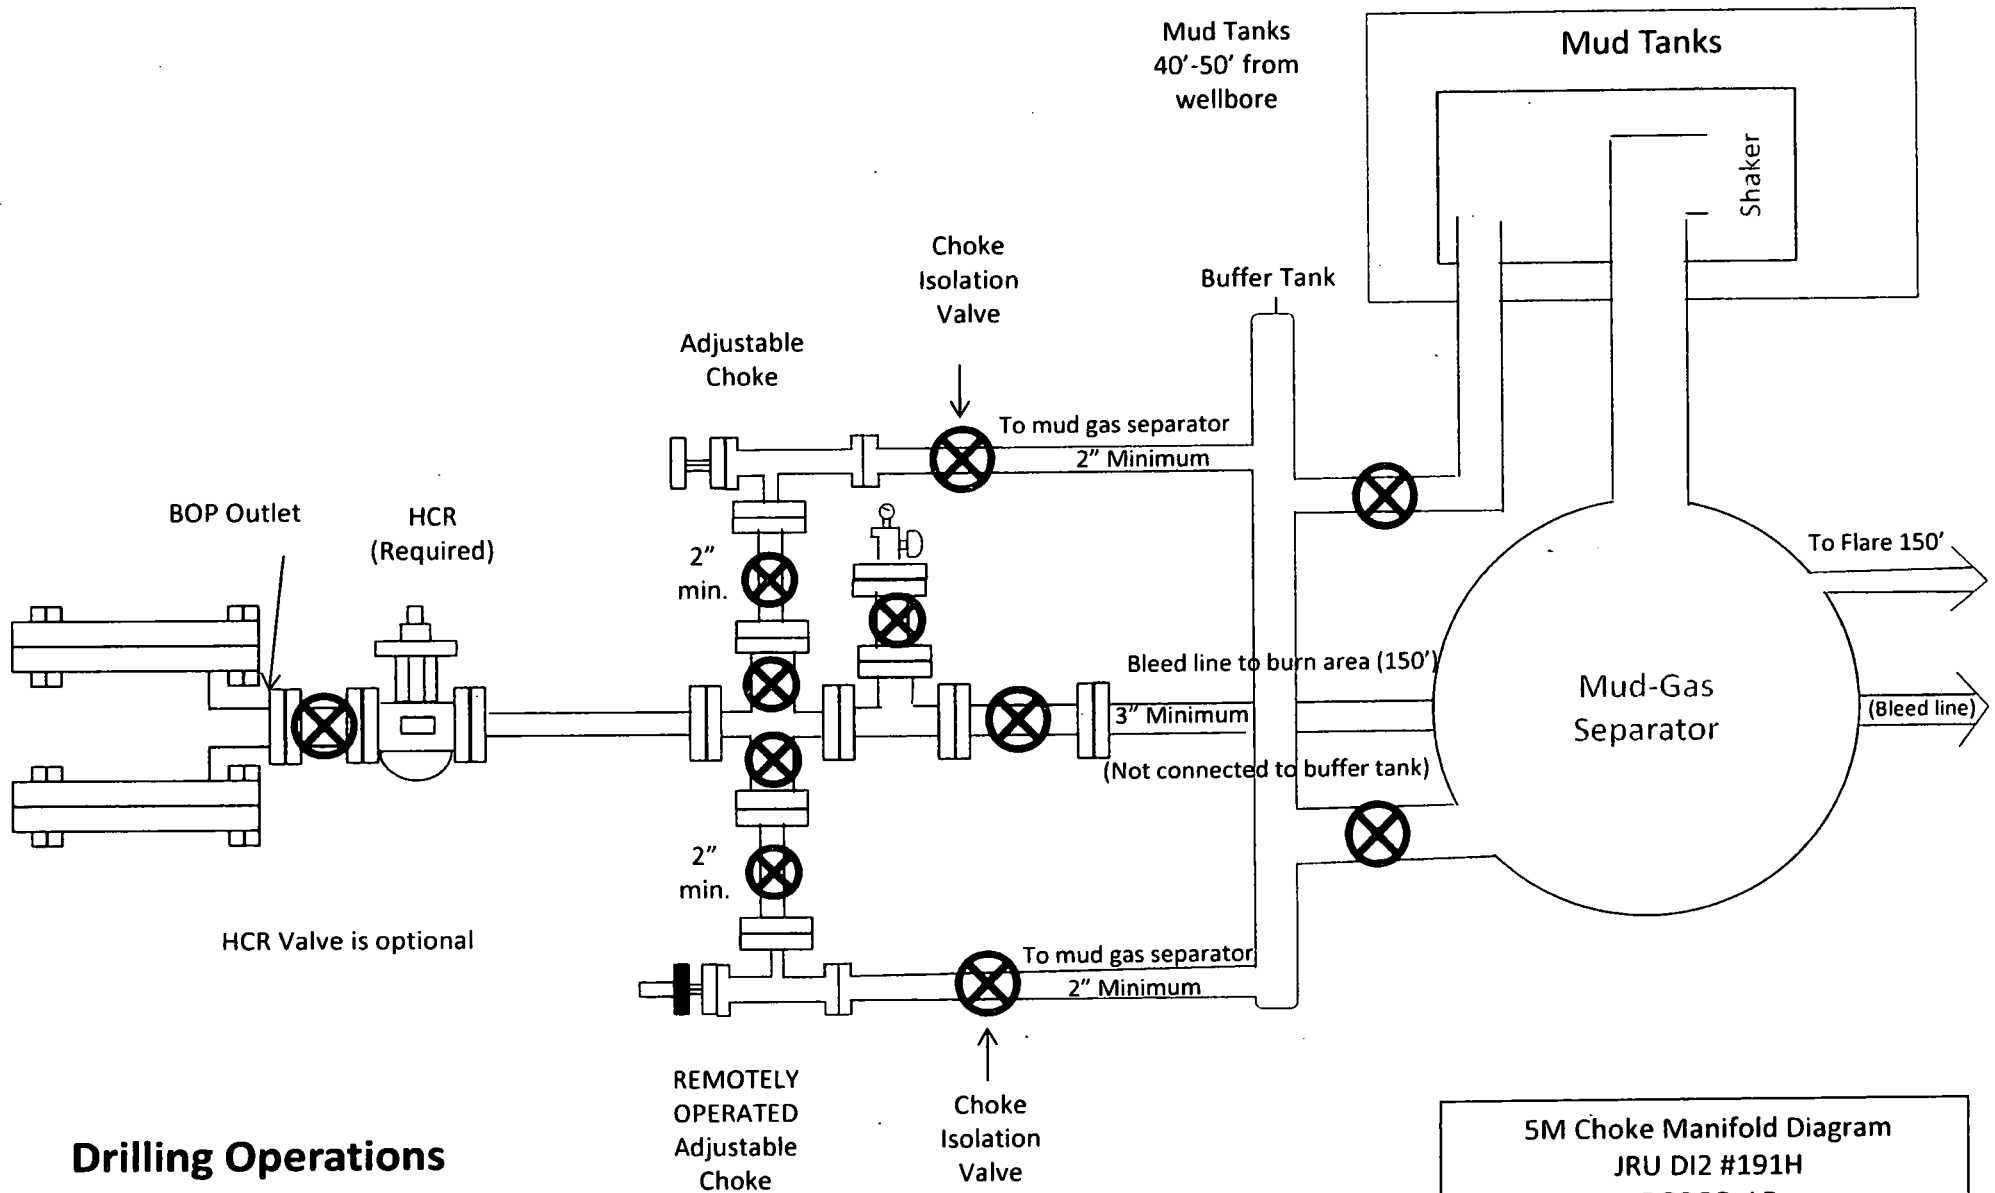 Mud Tanks
40'-50' from
wellbore
Mud Tanks
Shaker
Choke
Isolation
Valve
Buffer Tank
Adjustable
Choke
To mud gas separator
2" Minimum
BOP Outlet
HCR
(Required)
2"
min.
To Flare 150'
Bleed line to burn area (150')
3" Minimum
(Not connected to buffer tank)
Mud-Gas
Separator
(Bleed line)
2"
min.
HCR Valve is optional
To mud gas separator
2" Minimum
REMOTELY
OPERATED
Adjustable
Choke
Choke
Isolation
Valve
Drilling Operations
5M Choke Manifold Diagram
JRU DI2 #191H